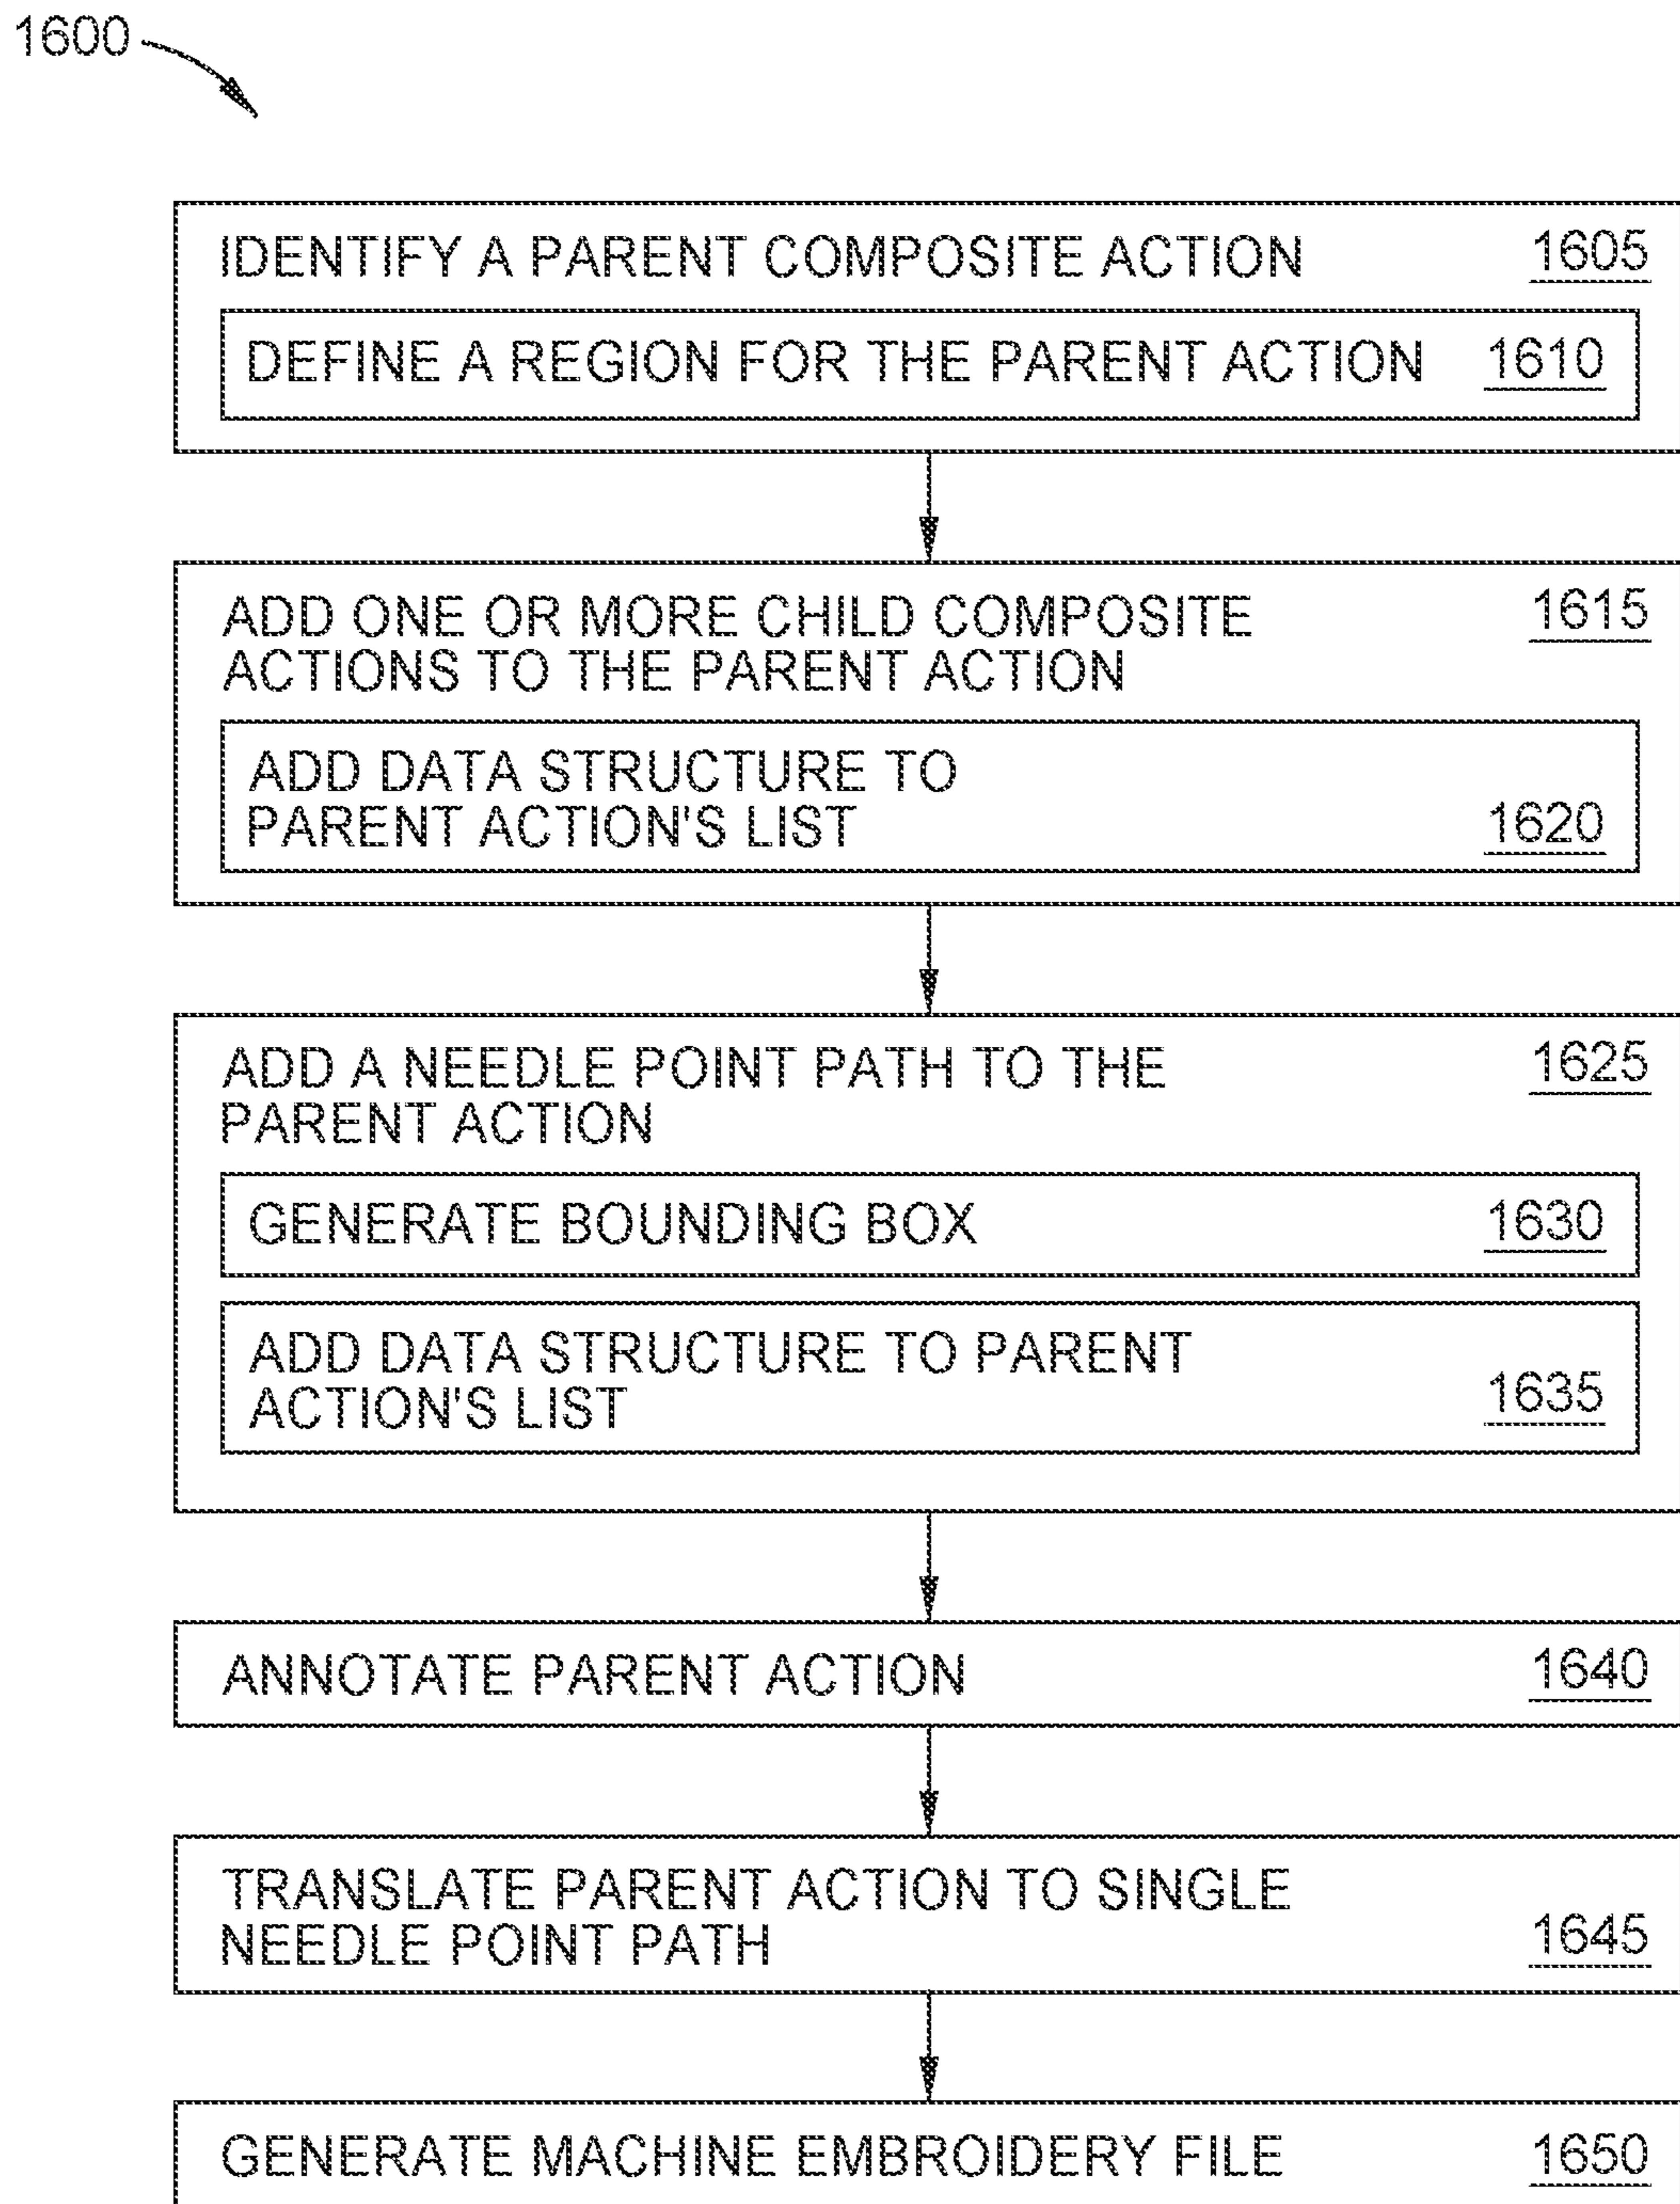 1600
IDENTIFY A PARENT COMPOSITE ACTION 1605
DEFINE A REGION FOR THE PARENT ACTION 1610
ADD ONE OR MORE CHILD COMPOSITE 1615
ACTIONS TO THE PARENT ACTION
ADD DATA STRUCTURE TO
PARENT ACTION'S LIST 1620
ADD A NEEDLE POINT PATH TO THE 1625
PARENT ACTION
GENERATE BOUNDING BOX 1630
ADD DATA STRUCTURE TO PARENT
ACTION'S LIST 1635
ANNOTATE PARENT ACTION 1640
TRANSLATE PARENT ACTION TO SINGLE
NEEDLE POINT PATH 1645
GENERATE MACHINE EMBROIDERY FILE 1650